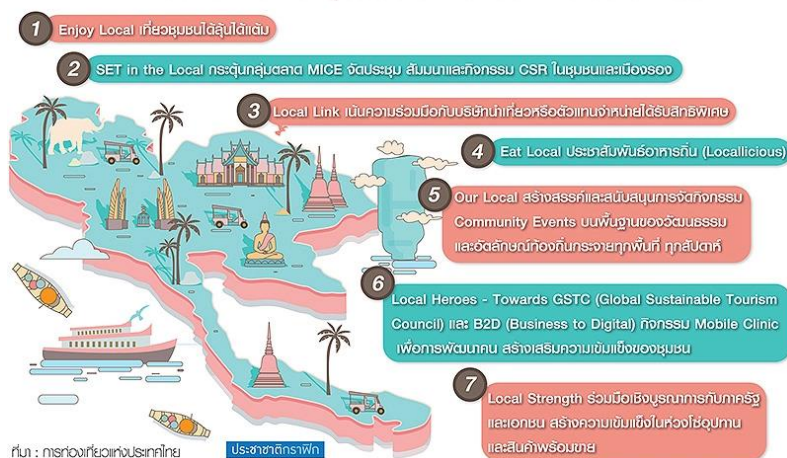 1 Enjoy Local เที่ยวชุมชนได้ลุ้นได้แต้ม
2 SET in the Local กระตุ้นกลุ่มตลาด MICE จัดประชุม สัมมนาและกิจกรรม CSR ในชุมชนและเมืองรอง
3 Local Link เน้นความร่วมมือกับบริษัทนำเที่ยวหรือตัวแทนจำหน่ายได้รับสิทธิพิเศษ
4 Eat Local ประชาสัมพันธ์อาหารถิ่น (Locallicious)
5 Our Local สร้างสรรค์และสนับสนุนการจัดกิจกรรม
Community Events บนพื้นฐานของวัฒนธรรม
และอัตลักษณ์ท้องถิ่นกระจายทุกพื้นที่ ทุกสัปดาห์
6 Local Heroes - Towards GSTC (Global Sustainable Tourism
Council) และ B2D (Business to Digital) กิจกรรม Mobile Clinic
เพื่อการพัฒนาคน สร้างเสริมความเข้มแข็งของชุมชน
7 Local Strength ร่วมมือเชิงบูรณาการกับภาครัฐ
และเอกชน สร้างความเข้มแข็งในห่วงโซ่อุปทาน
และสินค้าพร้อมขาย
ที่มา : การท่องเที่ยวแห่งประเทศไทย
ประชาชาติกราฟิก